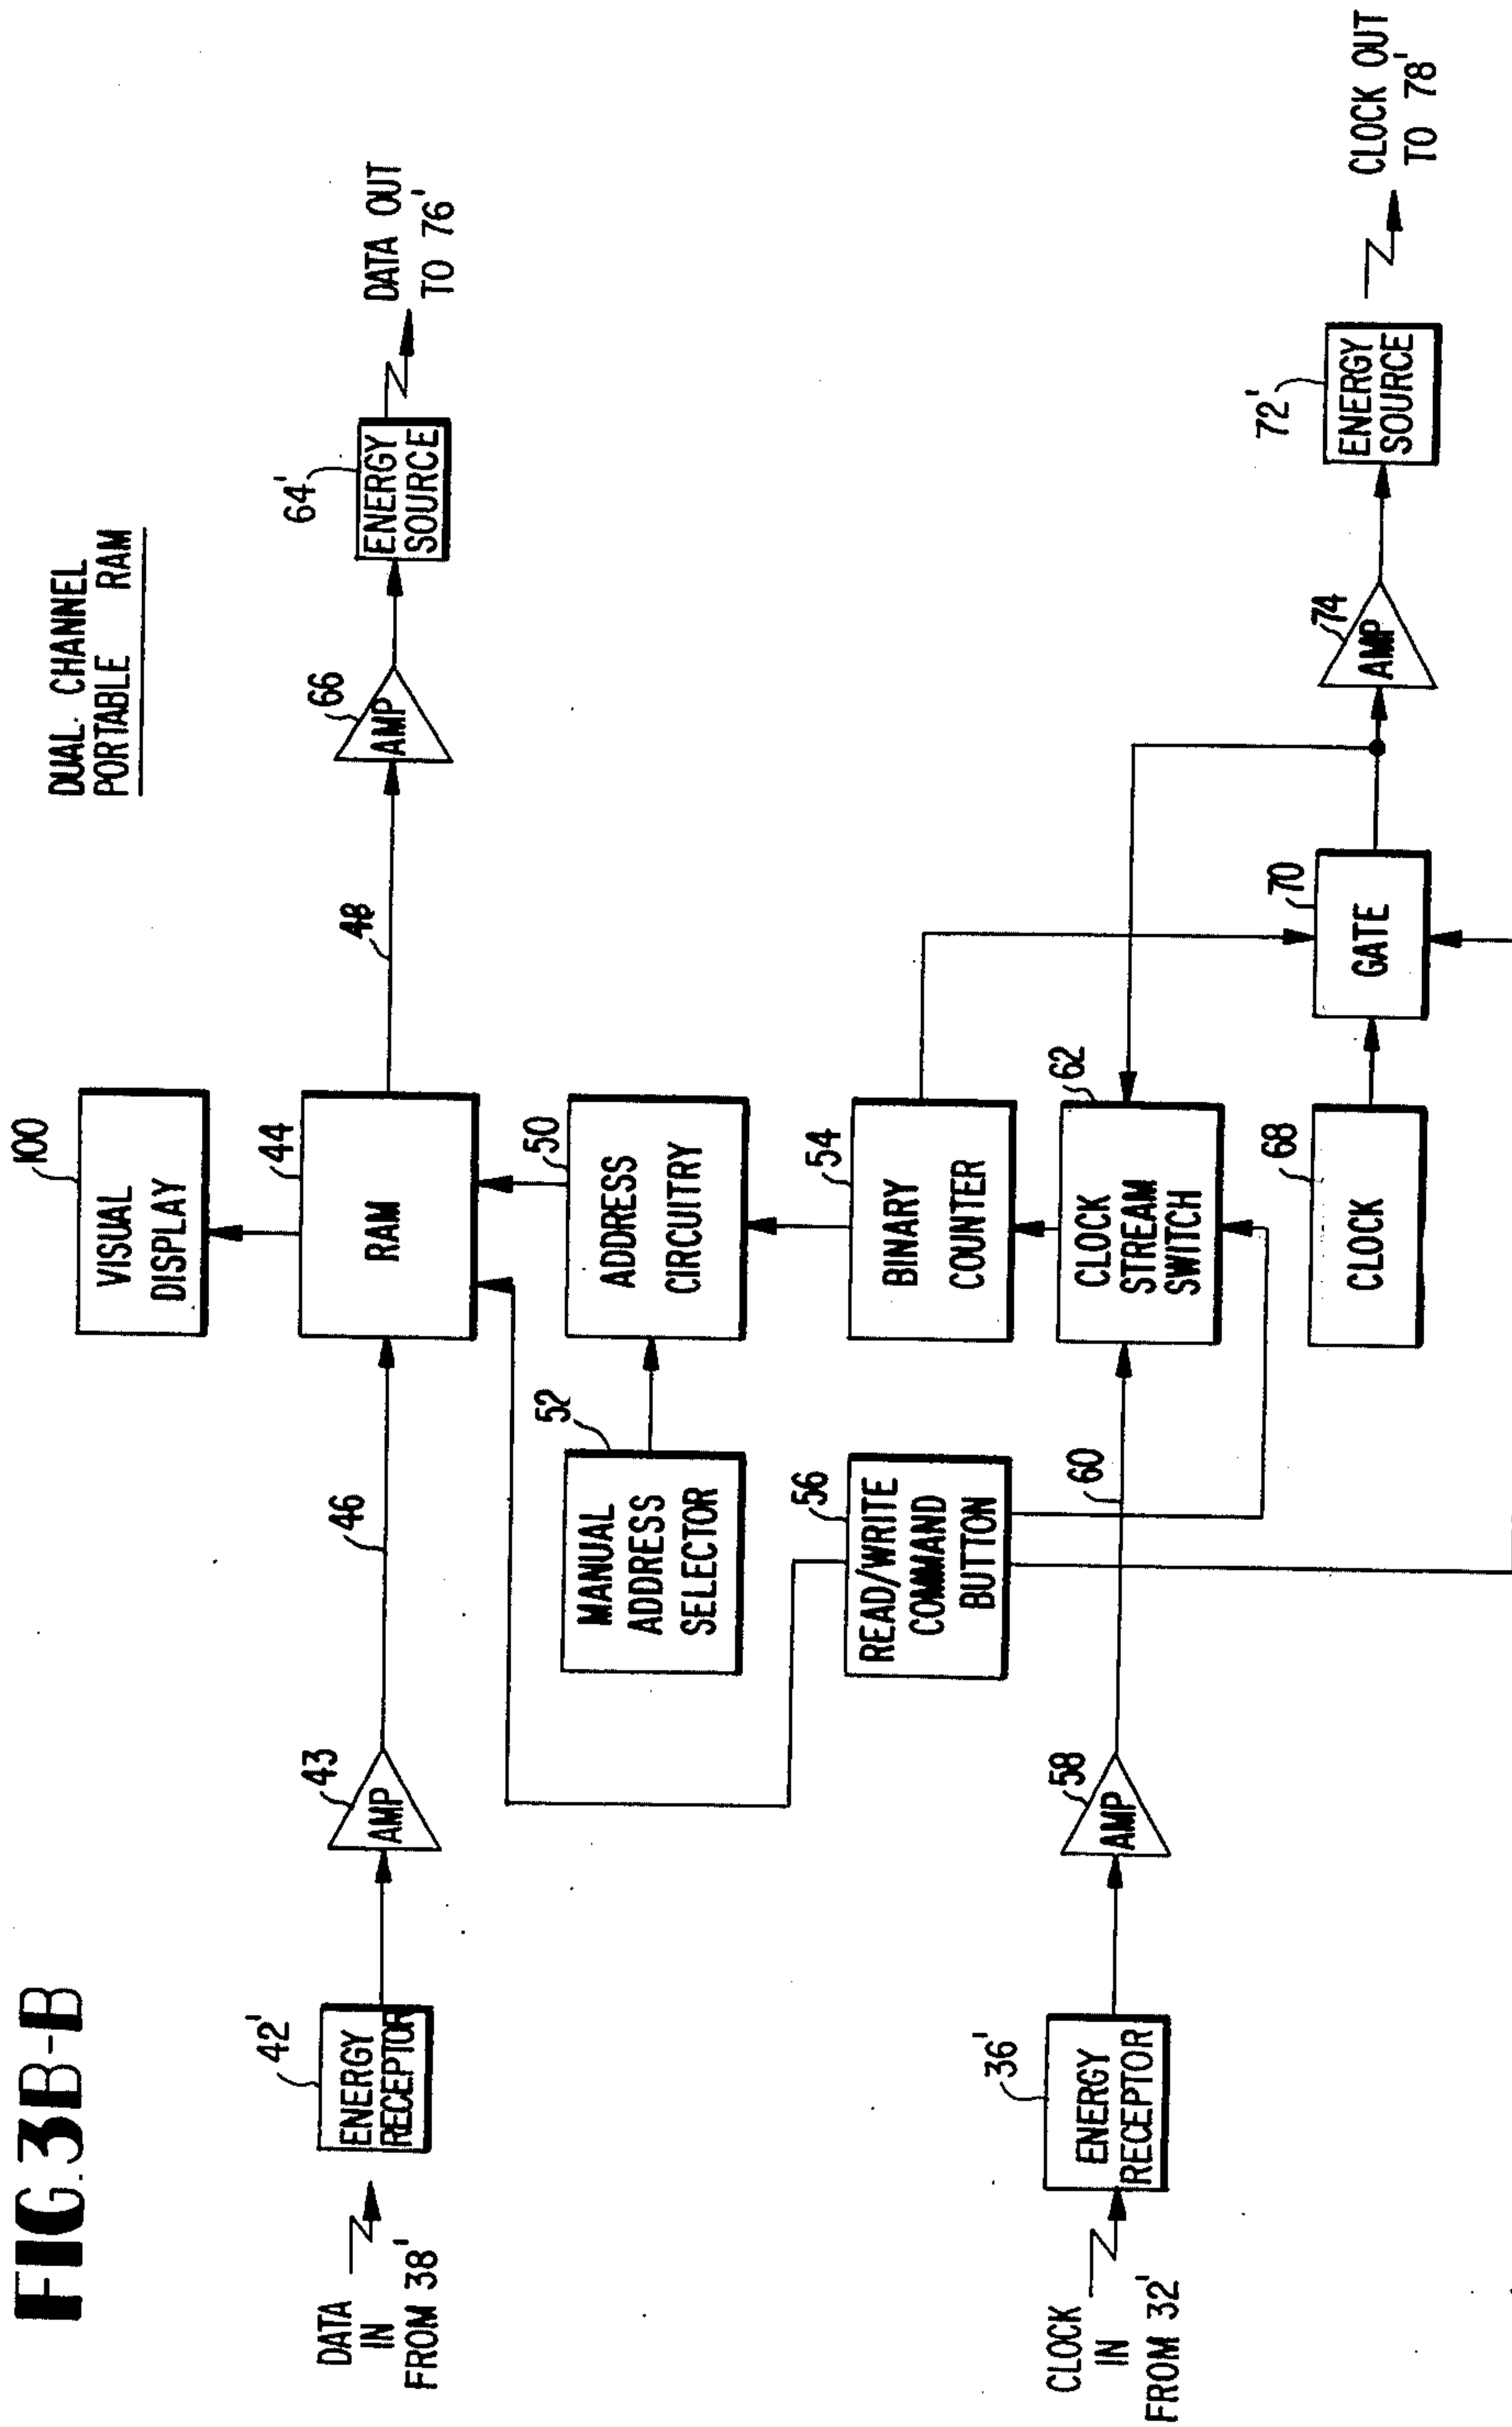 FIG. 3B-B
DUAL CHANNEL
PORTABLE RAM
100
VISUAL
DISPLAY
DATA
IN
FROM 38'
42'
ENERGY
RECEPTOR
43
AMP
46
44
RAM
48
66
AMP
64'
ENERGY
SOURCE
DATA OUT
TO 76'
52
MANUAL
ADDRESS
SELECTOR
50
ADDRESS
CIRCUITRY
56
READ/WRITE
COMMAND
BUTTON
54
BINARY
COUNTER
CLOCK
IN
FROM 32'
36'
ENERGY
RECEPTOR
58
AMP
60
62
CLOCK
STREAM
SWITCH
68
CLOCK
70
GATE
74
AMP
72'
ENERGY
SOURCE
CLOCK OUT
TO 78'